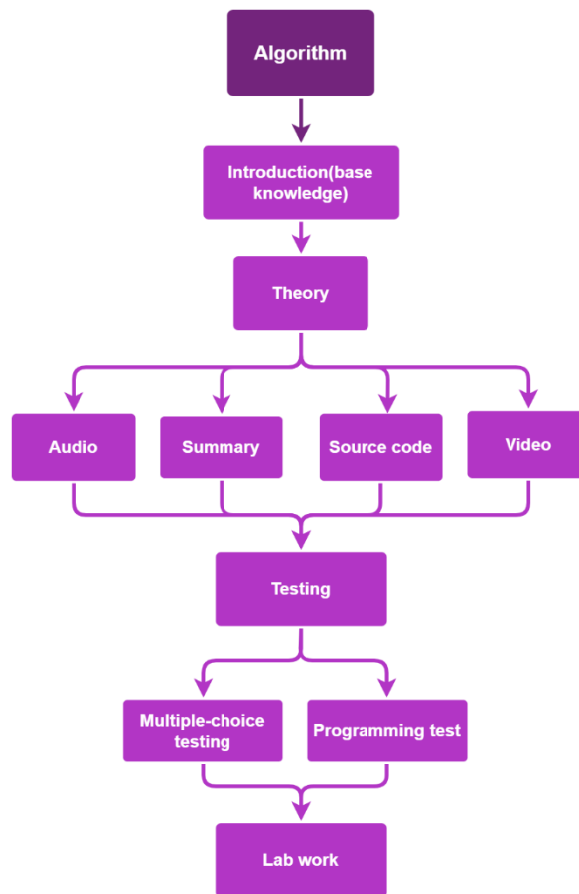 Algorithm
Introduction(base
knowledge)
Theory
Audio
Summary
Source code
Video
Testing
Multiple-choice
testing
Programming test
Lab work